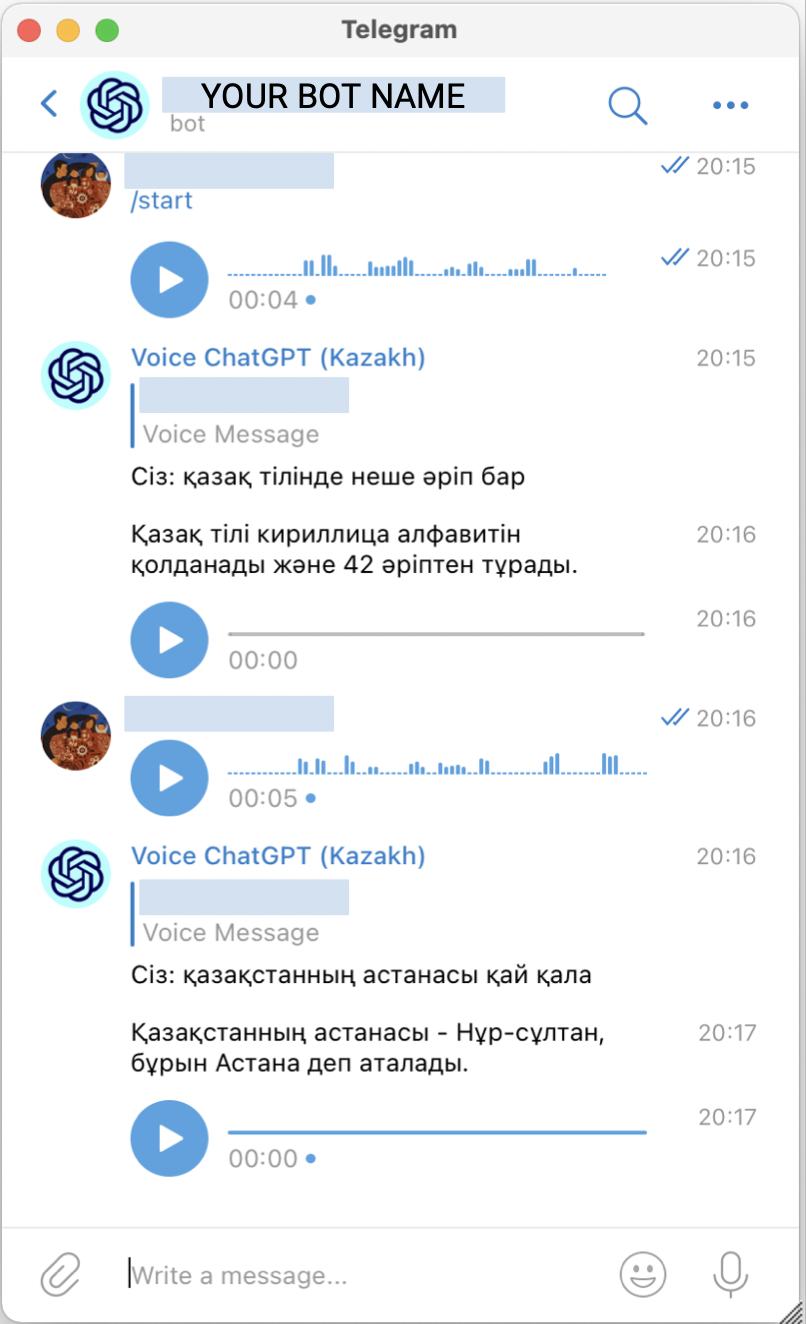 Telegram
YOUR BOT NAME
bot
20:15
/start
20:15
00:04
Voice ChatGPT (Kazakh)
20:15
Voice Message
Сіз: қазақ тілінде неше әріп бар
Қазақ тілі кириллица алфавитін
20:16
қолданады және 42 әріптен тұрады.
20:16
00:00
20:16
00:05
Voice ChatGPT (Kazakh)
20:16
Voice Message
Сіз: қазақстанның астанасы қай қала
Қазақстанның астанасы - Нұр-сұлтан,
20:17
бұрын Астана деп аталады.
20:17
00:00
Write a message...